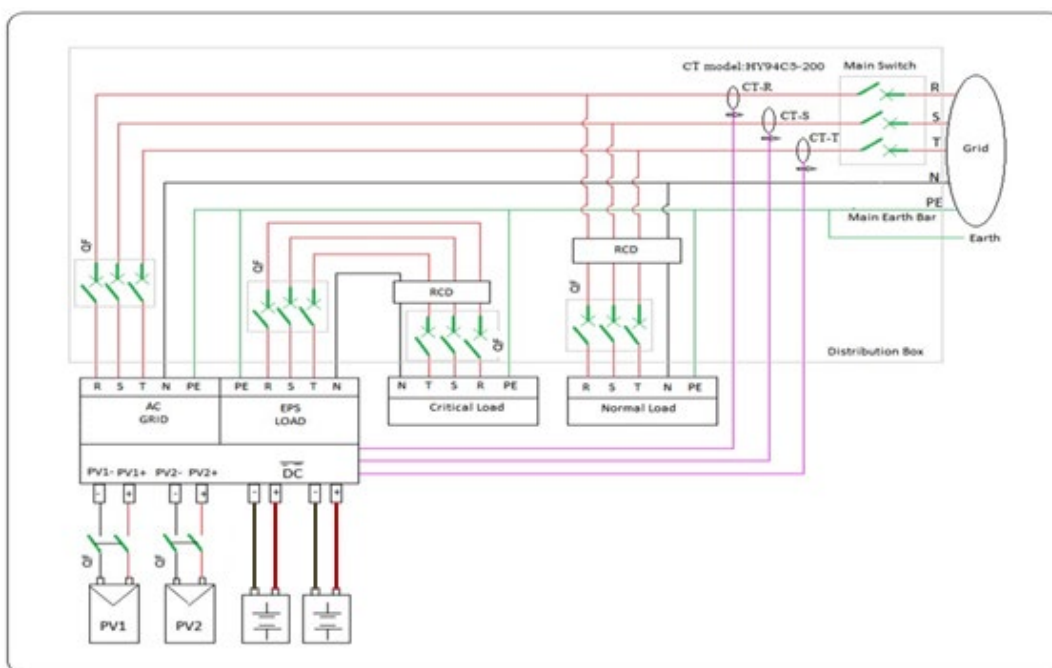 CT model:HY94C5-200
Main Switch
CT-R
R
CT-S
S
CT-T
T
Grid
N
PE
Main Earth Bar
Earth
QF
QF
RCD
RCD
QF
QF
Distribution Box
R S T N PE
PE R S T N
N T S R PE
R S T N PE
AC
GRID
EPS
LOAD
Critical Load
Normal Load
PV1- PV1+ PV2- PV2+
DC
- + - + - + - +
QF
QF
PV1
PV2